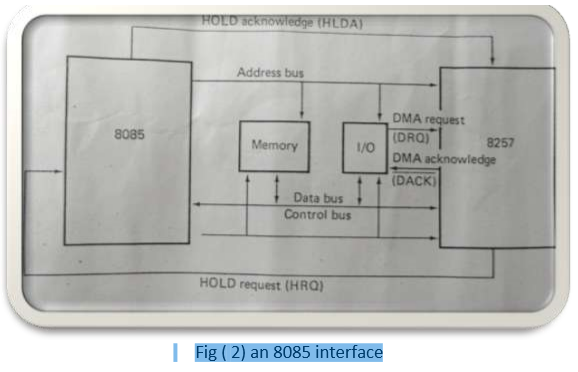 HOLD acknowledge (HLDA)
Address bus
8085
Memory
I/O
DMA request
(DRQ)
8257
DMA acknowledge
(DACK)
Data bus
Control bus
HOLD request (HRQ)
Fig ( 2) an 8085 interface